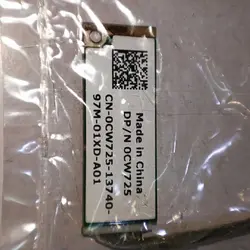 Made in China
DP/N 0CW725
CN-0CW725-13740-
97M-01XD-A01